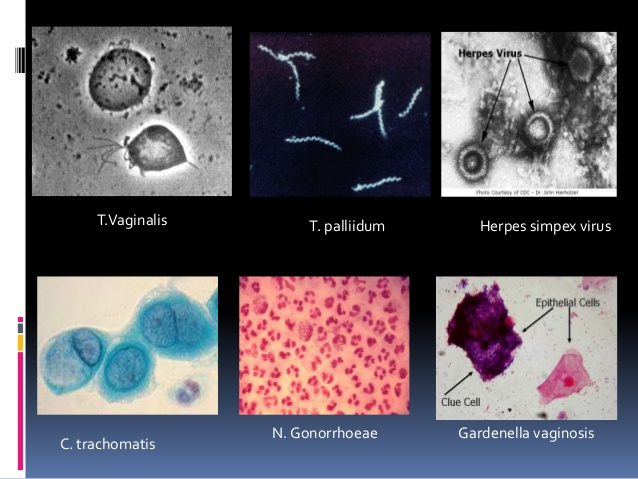 Herpes Virus
Photo Courtesy of CDC - Dr. John Hierholzer
T.Vaginalis
T. palliidum
Herpes simpex virus
Epithelial Cells
Clue Cell
C. trachomatis
N. Gonorrhoeae
Gardenella vaginosis